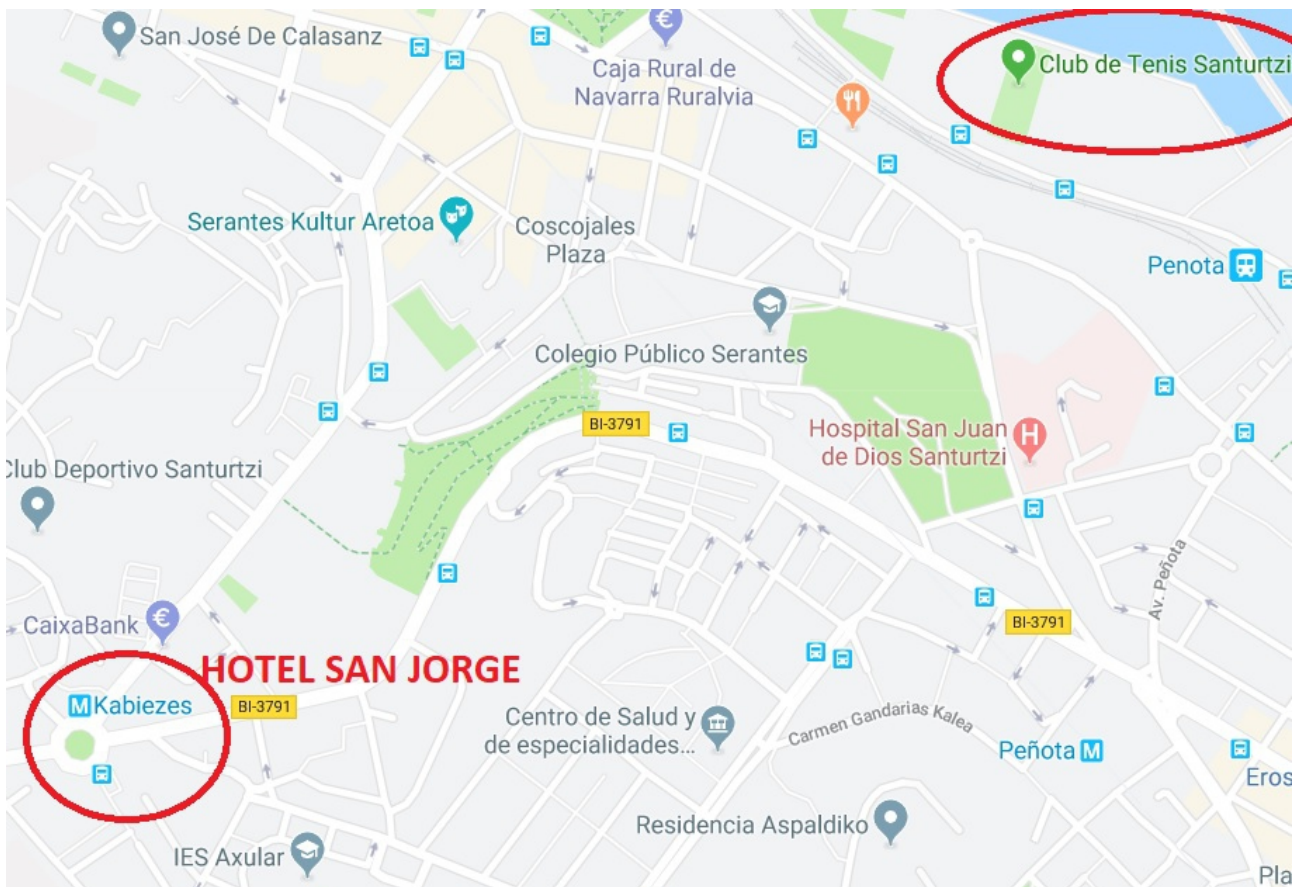 San José De Calasanz
Caja Rural de
Navarra Ruralvia
Club de Tenis Santurtzi
Serantes Kultur Aretoa
Coscojales
Plaza
Penota
Colegio Público Serantes
BI-3791
Hospital San Juan
de Dios Santurtzi
H
Club Deportivo Santurtzi
Av. Peñota
CaixaBank
BI-3791
HOTEL SAN JORGE
M Kabiezes
BI-3791
Centro de Salud y
de especialidades...
Carmen Gandarias Kalea
Peñota M
Eros
Residencia Aspaldiko
IES Axular
Pla